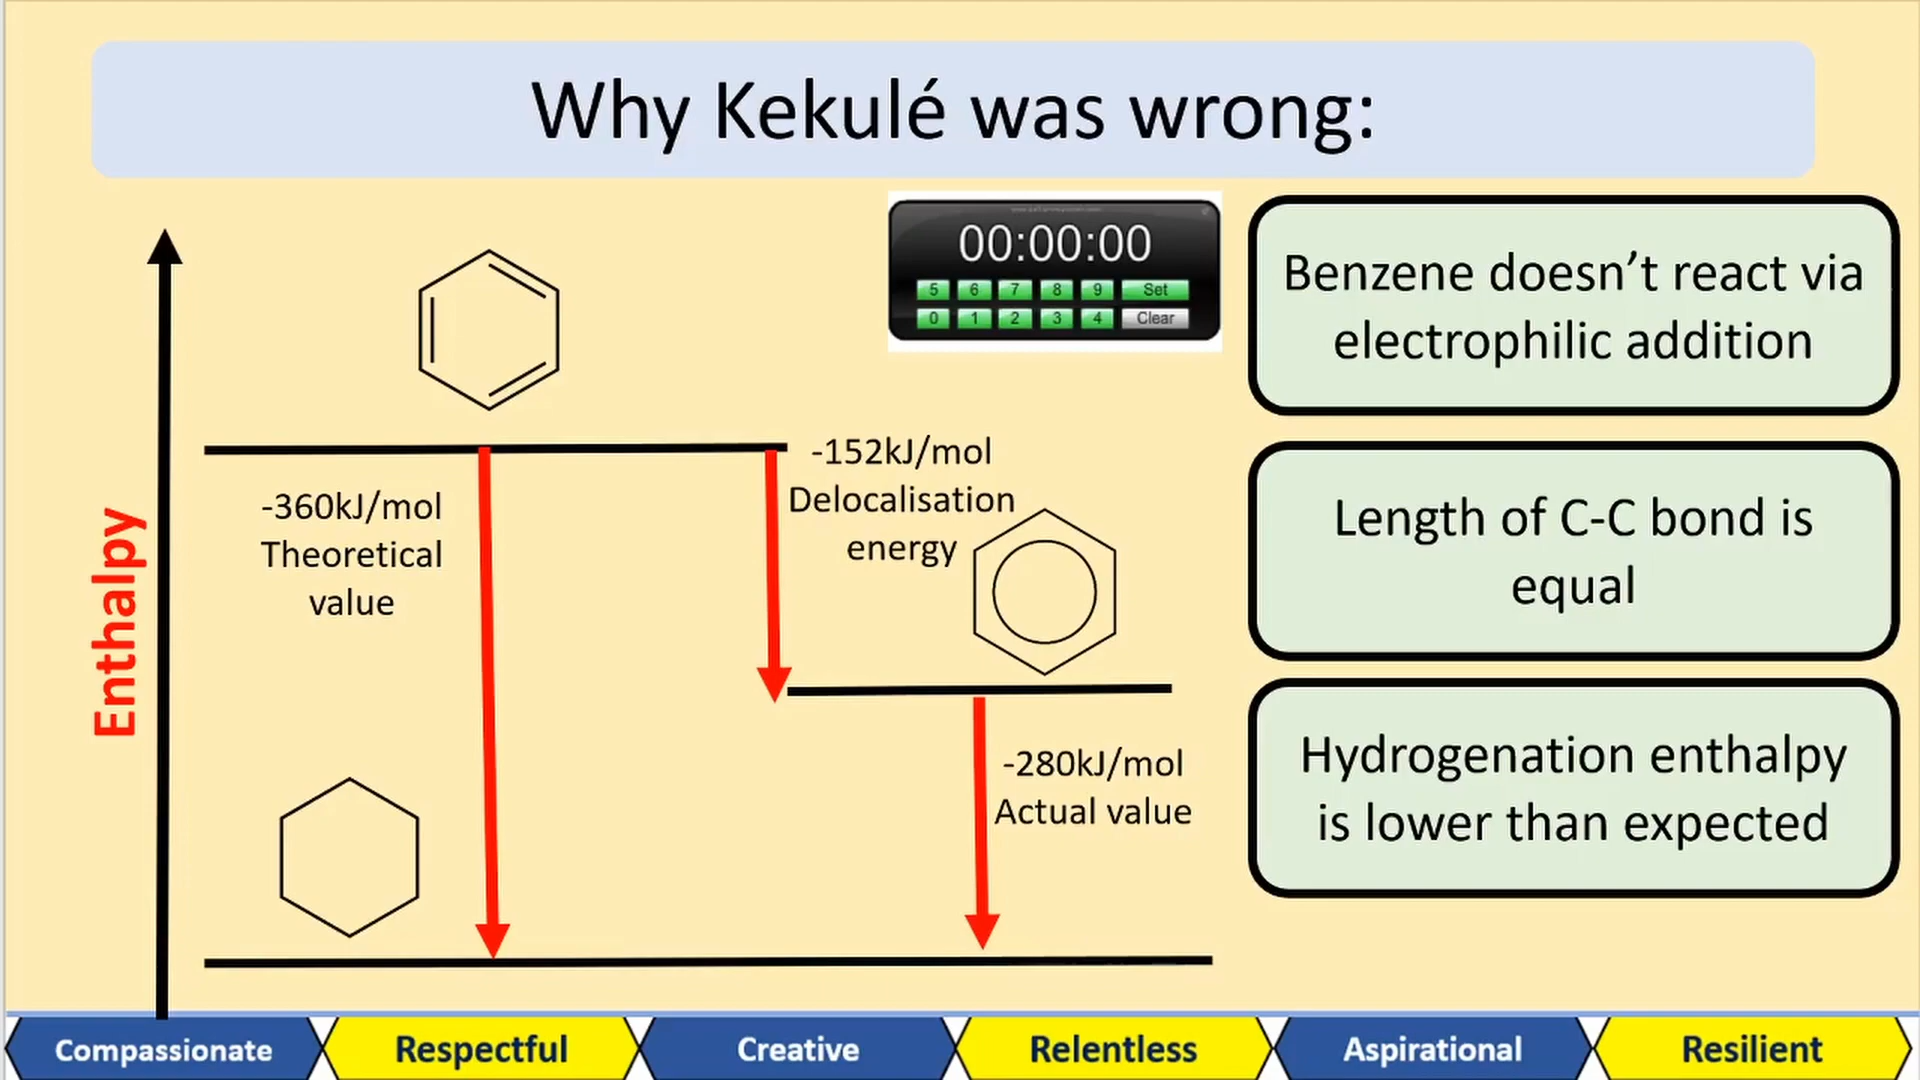 Why Kekulé was wrong:
00:00:00
5 6 7 8 9 Set
0 1 2 3 4 Clear
Benzene doesn’t react via
electrophilic addition
-152kJ/mol
Delocalisation
energy
-360kJ/mol
Theoretical
value
Length of C-C bond is
equal
Enthalpy
-280kJ/mol
Actual value
Hydrogenation enthalpy
is lower than expected
Compassionate
Respectful
Creative
Relentless
Aspirational
Resilient